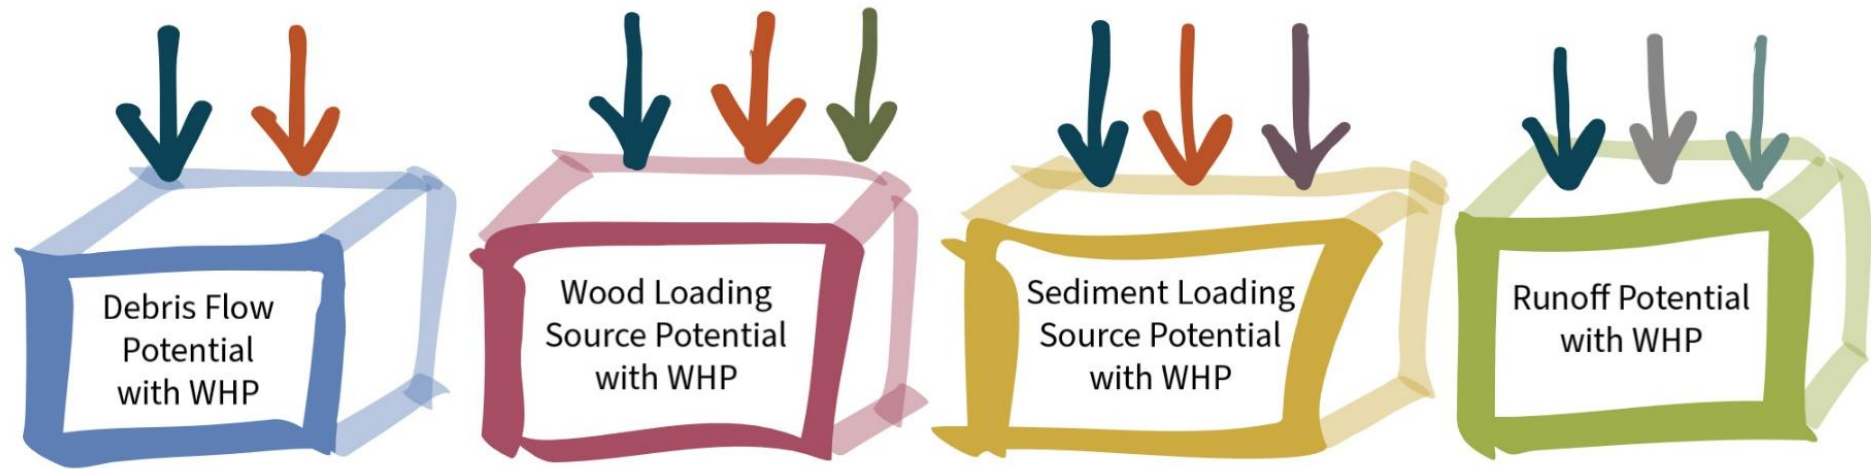 Debris Flow
Potential
with WHP
Wood Loading
Source Potential
with WHP
Sediment Loading
Source Potential
with WHP
Runoff Potential
with WHP